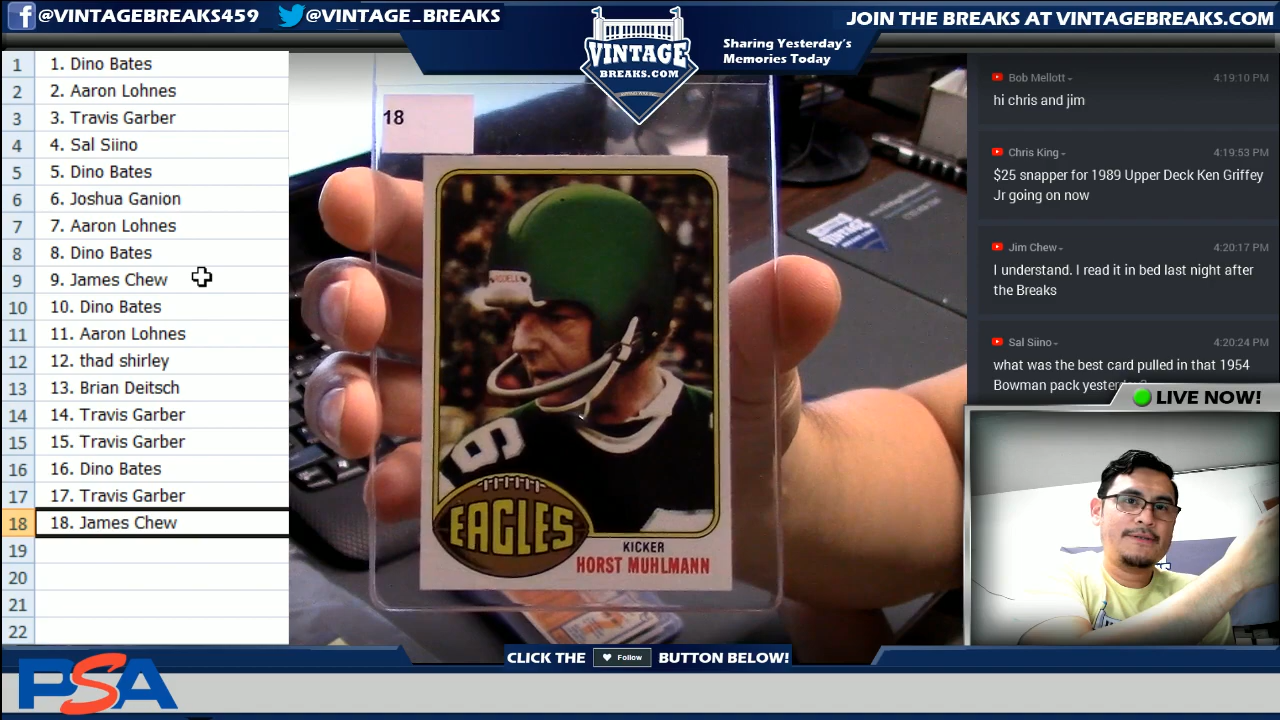 @VINTAGEBREAKS459
@VINTAGE_BREAKS
VINTAGE
BREAKS.COM
Sharing Yesterday's
Memories Today
JOIN THE BREAKS AT VINTAGEBREAKS.COM
1 1. Dino Bates
2 2. Aaron Lohnes
3 3. Travis Garber
4 4. Sal Siino
5 5. Dino Bates
6 6. Joshua Ganion
7 7. Aaron Lohnes
8 8. Dino Bates
9 9. James Chew
10 10. Dino Bates
11 11. Aaron Lohnes
12 12. thad shirley
13 13. Brian Deitsch
14 14. Travis Garber
15 15. Travis Garber
16 16. Dino Bates
17 17. Travis Garber
18 18. James Chew
19
20
21
22
18
EAGLES
KICKER
HORST MUHLMANN
VINTAGE
Bob Mellott 4:19:10 PM
hi chris and jim
Chris King 4:19:53 PM
$25 snapper for 1989 Upper Deck Ken Griffey
Jr going on now
Jim Chew 4:20:17 PM
I understand. I read it in bed last night after
the Breaks
Sal Siino 4:20:24 PM
what was the best card pulled in that 1954
Bowman pack
LIVE NOW!
CLICK THE Follow BUTTON BELOW!
PSA